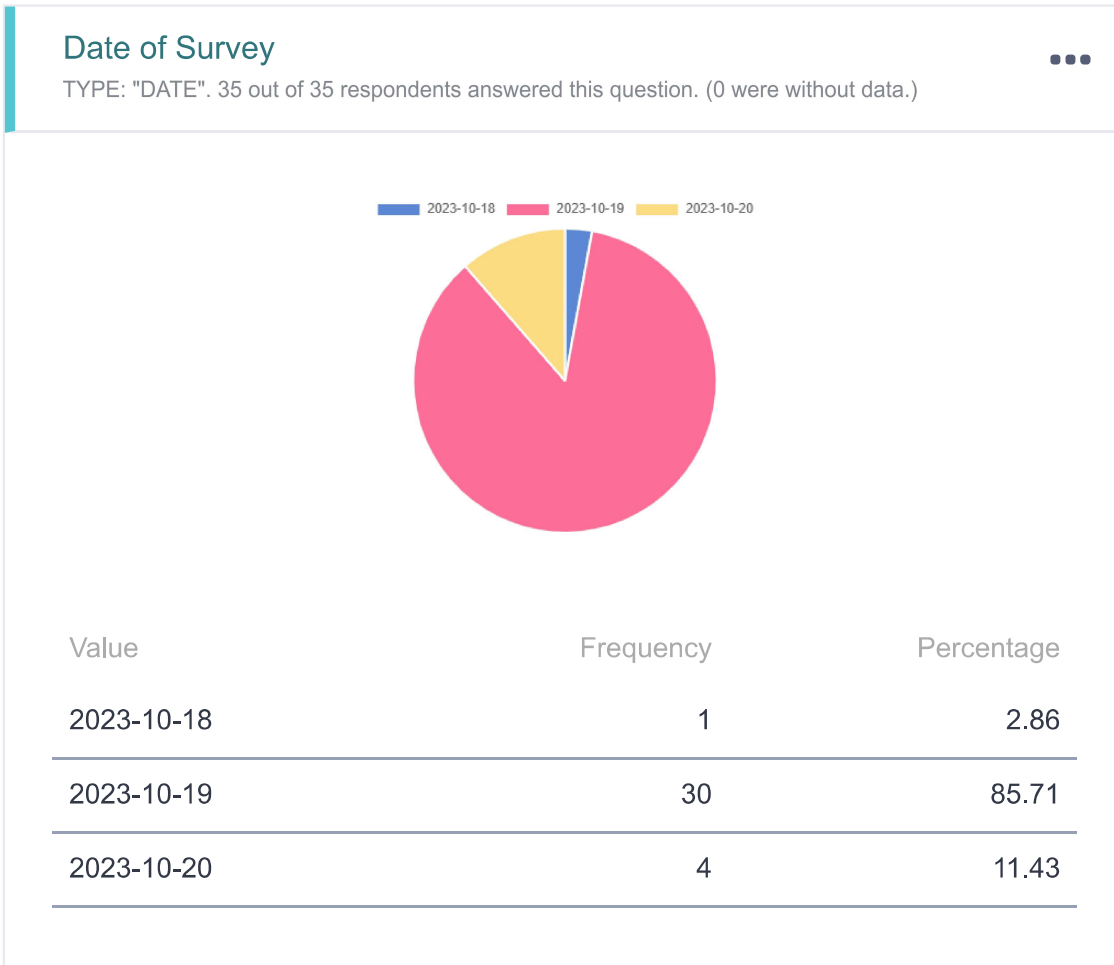 Date of Survey
TYPE: "DATE". 35 out of 35 respondents answered this question. (0 were without data.)
2023-10-18 2023-10-19 2023-10-20
Value Frequency Percentage
2023-10-18 1 2.86
2023-10-19 30 85.71
2023-10-20 4 11.43